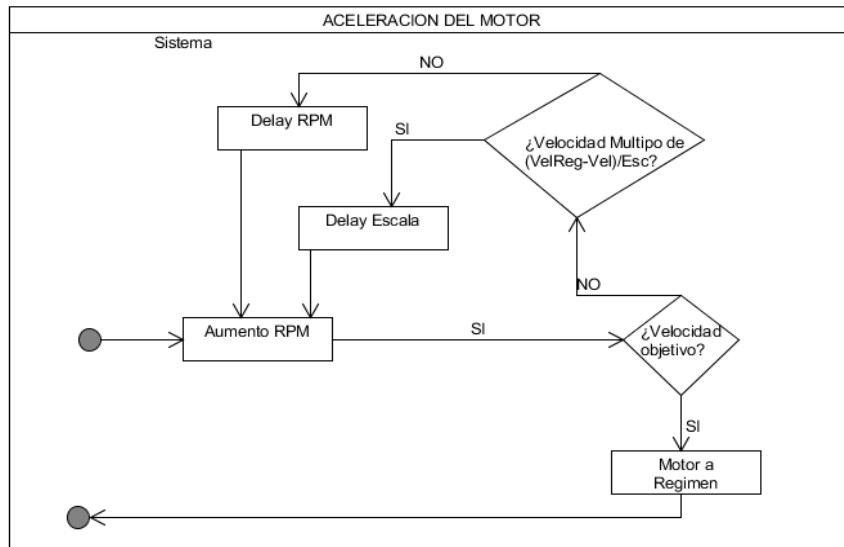 ACELERACION DEL MOTOR
Sistema
NO
Delay RPM
SI
¿Velocidad Multipo de
(VelReg-Vel)/Esc?
Delay Escala
NO
Aumento RPM
SI
¿Velocidad
objetivo?
SI
Motor a
Regimen